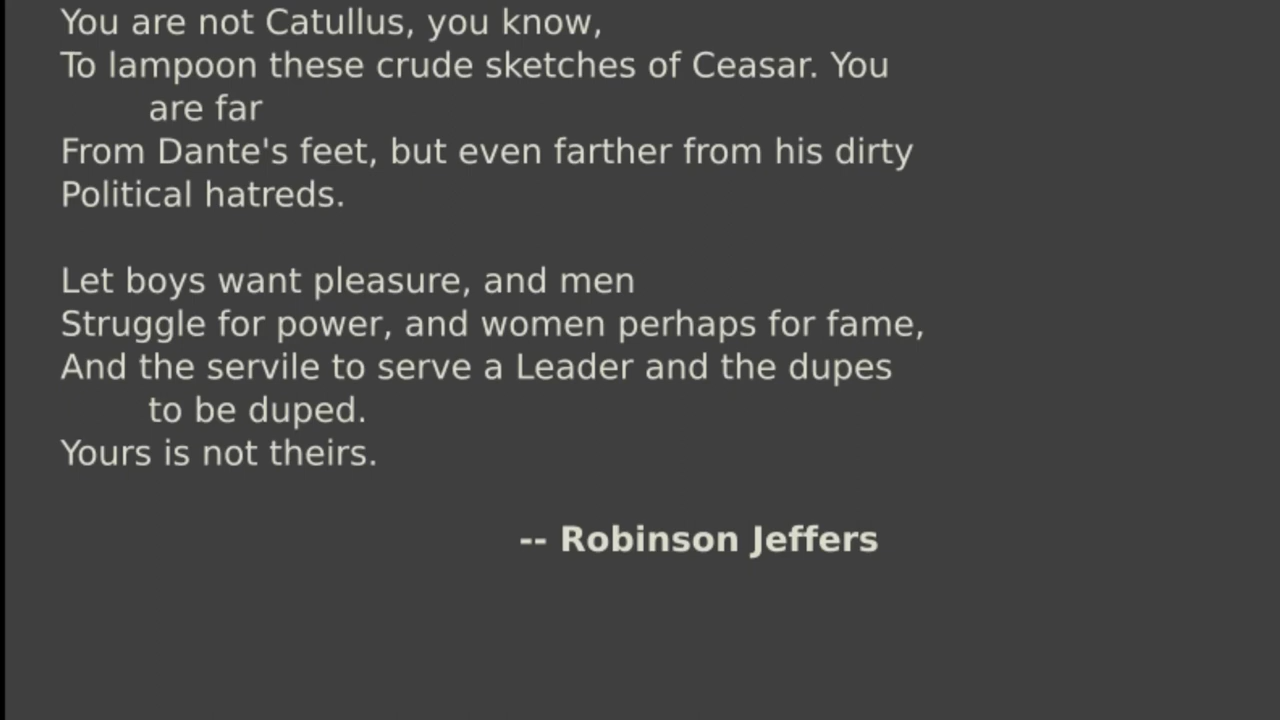 You are not Catullus, you know,
To lampoon these crude sketches of Ceasar. You
are far
From Dante's feet, but even farther from his dirty
Political hatreds.
Let boys want pleasure, and men
Struggle for power, and women perhaps for fame,
And the servile to serve a Leader and the dupes
to be duped.
Yours is not theirs.
-- Robinson Jeffers